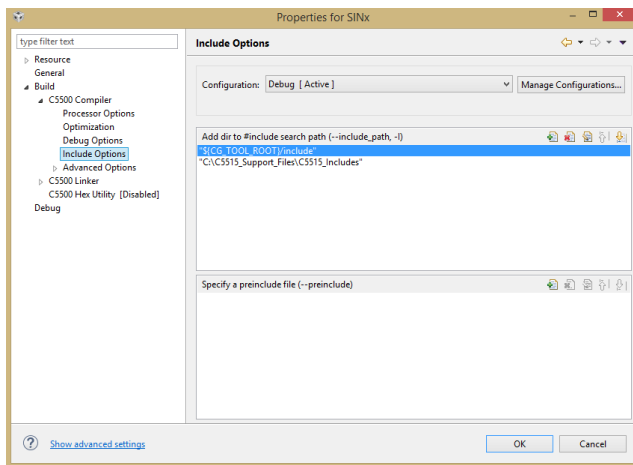 Properties for SINx
type filter text
Resource
General
Build
C5500 Compiler
Processor Options
Optimization
Debug Options
Include Options
Advanced Options
C5500 Linker
C5500 Hex Utility [Disabled]
Debug
Include Options
Configuration: Debug [ Active ] Manage Configurations...
Add dir to #include search path (--include_path, -I)
"${CG_TOOL_ROOT}/include"
"C:\C5515_Support_Files\C5515_Includes"
Specify a preinclude file (--preinclude)
? Show advanced settings
OK Cancel